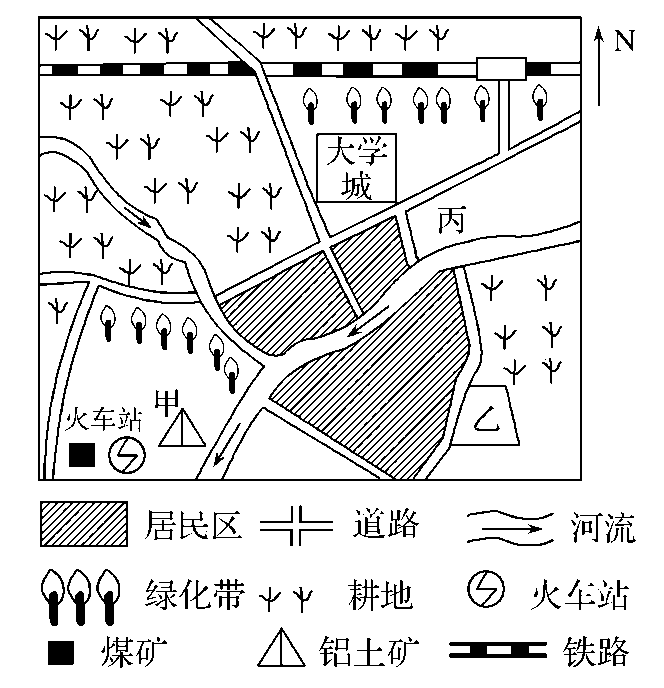 N
大学
城
丙
甲
火车站
乙
居民区 道路 河流
绿化带 耕地 火车站
煤矿 铝土矿 铁路